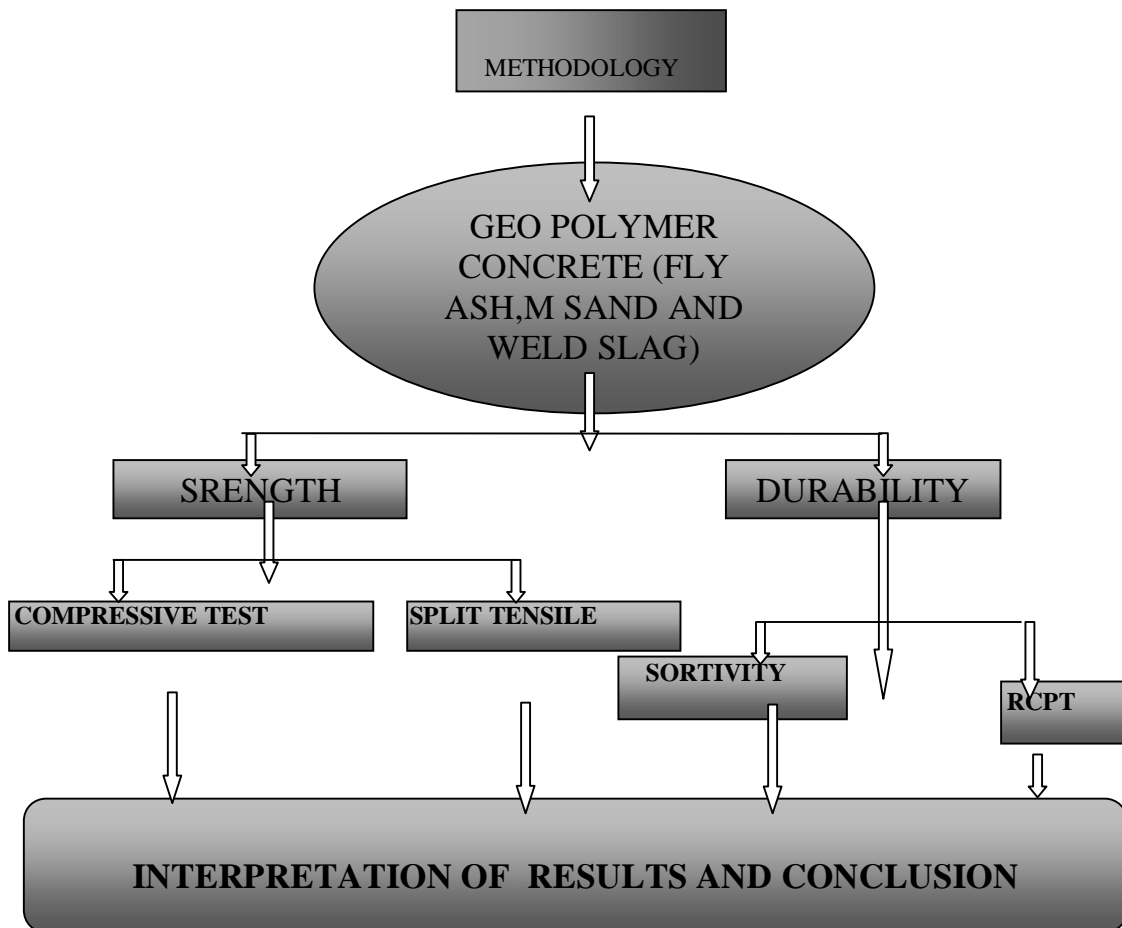 METHODOLOGY
GEO POLYMER
CONCRETE (FLY
ASH,M SAND AND
WELD SLAG)
SRENGTH
DURABILITY
COMPRESSIVE TEST
SPLIT TENSILE
SORTIVITY
RCPT
INTERPRETATION OF  RESULTS AND CONCLUSION